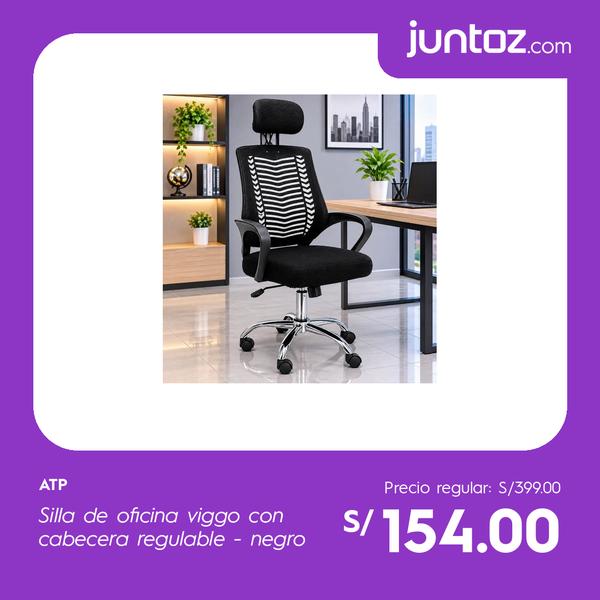 juntoz.com
ATP
Silla de oficina viggo con
cabecera regulable - negro
Precio regular: S/399.00
S/154.00